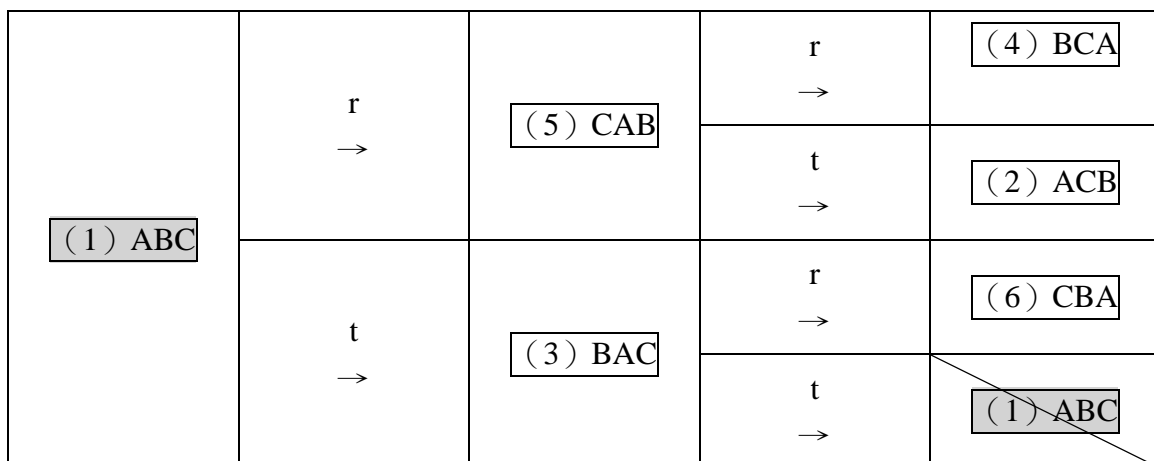 (1)ABC
r
→
(5)CAB
r
→
(4)BCA
t
→
(2)ACB
t
→
(3)BAC
r
→
(6)CBA
t
→
(1)ABC